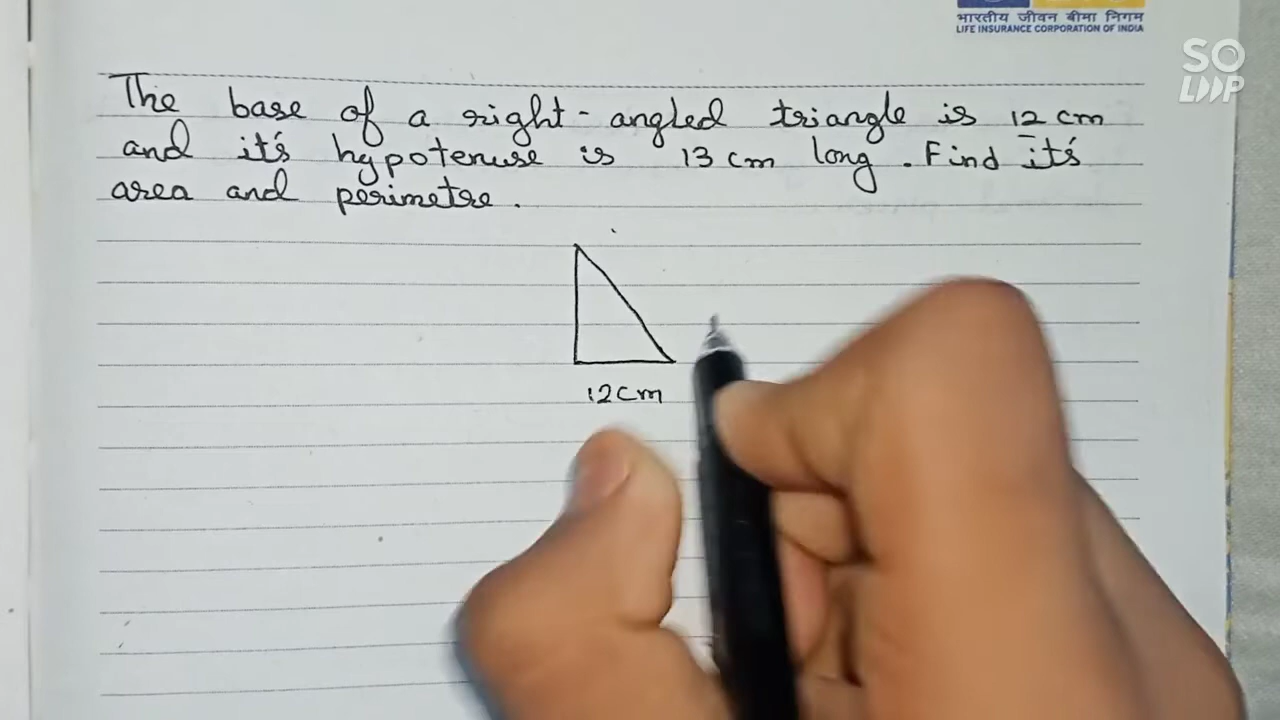 भारतीय जीवन बीमा निगम
LIFE INSURANCE CORPORATION OF INDIA
SO
LP
The base of a right-angled triangle is 12 cm
and it's hypotenuse is 13 cm long. Find it's
area and perimetre.
12cm